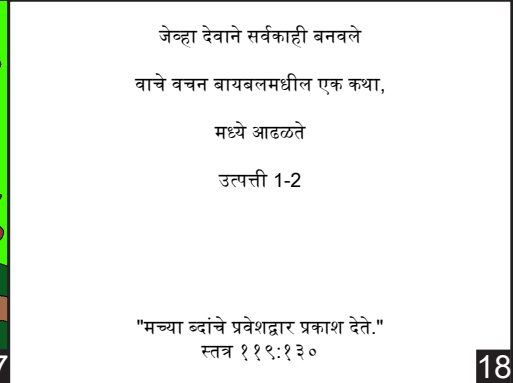 जेव्हा देवाने सर्वकाही बनवले
वाचे वचन बायबलमधील एक कथा,
मध्ये आढळते
उत्पत्ती 1-2
"मच्या ब्दांचे प्रवेशद्वार प्रकाश देते."
स्तत्र ११९:१३०
7
18